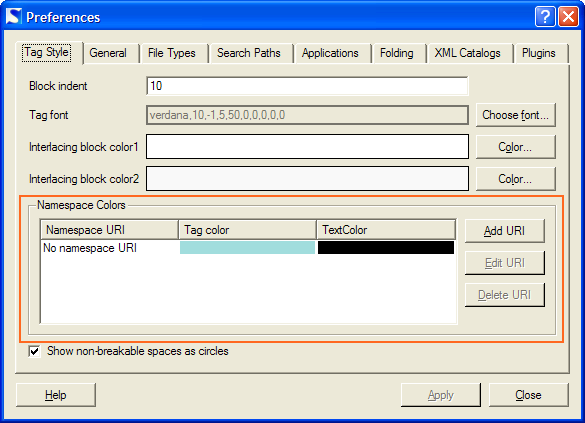 Preferences
Tag Style General File Types Search Paths Applications Folding XML Catalogs Plugins
Block indent 10
Tag font verdana,10,-1,5,50,0,0,0,0,0 Choose font...
Interlacing block color1 Color...
Interlacing block color2 Color...
Namespace Colors
Namespace URI Tag color TextColor Add URI
No namespace URI
Edit URI
Delete URI
Show non-breakable spaces as circles
Help Apply Close